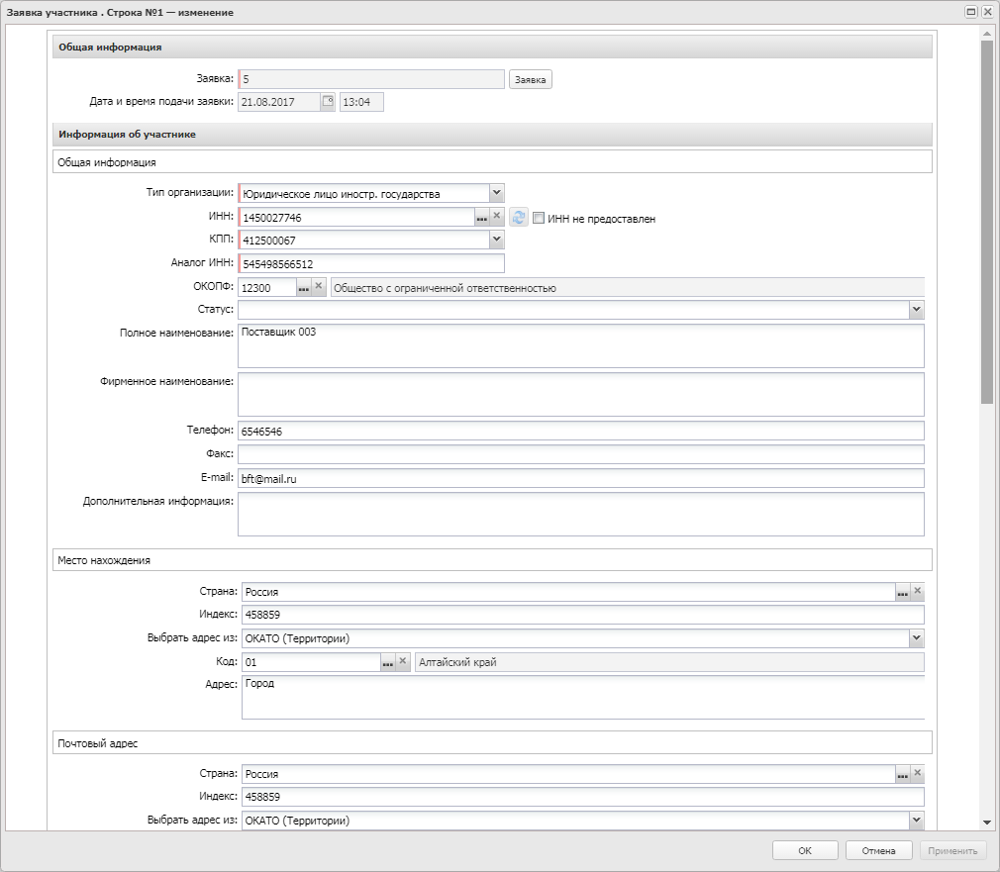 Заявка участника . Строка №1 — изменение
Общая информация
Заявка: 5 Заявка
Дата и время подачи заявки: 21.08.2017 13:04
Информация об участнике
Общая информация
Тип организации: Юридическое лицо иностр. государства
ИНН: 1450027746 ... ИНН не предоставлен
КПП: 412500067
Аналог ИНН: 545498566512
ОКОПФ: 12300 ... Общество с ограниченной ответственностью
Статус:
Полное наименование: Поставщик 003
Фирменное наименование:
Телефон: 6546546
Факс:
E-mail: bft@mail.ru
Дополнительная информация:
Место нахождения
Страна: Россия ...
Индекс: 458859
Выбрать адрес из: ОКАТО (Территории)
Код: 01 ... Алтайский край
Адрес: Город
Почтовый адрес
Страна: Россия ...
Индекс: 458859
Выбрать адрес из: ОКАТО (Территории)
OK Отмена Применить